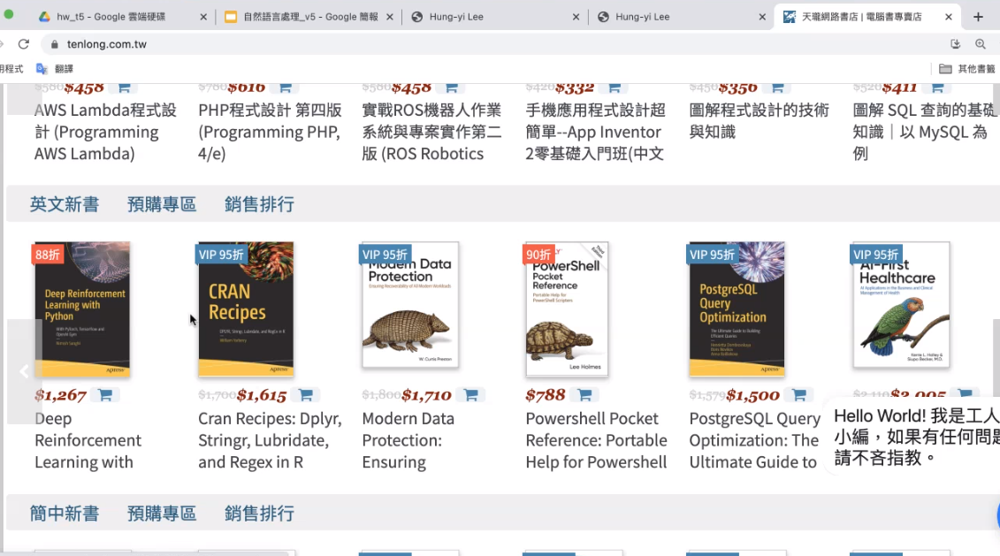 hw_t5 - Google 雲端硬碟
自然語言處理_v5 - Google 簡報
Hung-yi Lee
Hung-yi Lee
天瓏網路書店 | 電腦書專賣店
tenlong.com.tw
用程式
翻譯
其他書籤
$580 $458
$780 $616
$580 $458
$420 $332
$450 $356
$520 $411
AWS Lambda程式設
計 (Programming
AWS Lambda)
PHP程式設計 第四版
(Programming PHP,
4/e)
實戰ROS機器人作業
系統與專案實作第二
版 (ROS Robotics
手機應用程式設計超
簡單--App Inventor
2零基礎入門班(中文
圖解程式設計的技術
與知識
圖解 SQL 查詢的基礎
知識｜以 MySQL 為
例
英文新書 預購專區 銷售排行
88折
Deep Reinforcement
Learning with
Python
With PyTorch, TensorFlow and
OpenAI Gym
Nimish Sanghi
Apress
VIP 95折
CRAN
Recipes
DPLYR, Stringr, Lubridate, and RegEx in R
William Yarberry
Apress
VIP 95折
Modern Data
Protection
Ensuring Recoverability of All Modern Workloads
W. Curtis Preston
90折
Third
Edition
PowerShell
Pocket
Reference
Portable Help for
PowerShell Scripters
Lee Holmes
VIP 95折
PostgreSQL
Query
Optimization
The Ultimate Guide to Building
Efficient Queries
Henrietta Dombrovskaya
Boris Novikov
Anna Bailliekova
Apress
VIP 95折
AI-First
Healthcare
AI Applications in the Business and Clinical
Management of Health
Kerrie L. Holley &
Siupo Becker, M.D.
$1,267
$1,700 $1,615
$1,800 $1,710
$788
$1,579 $1,500
$2,110 $2,005
Deep
Reinforcement
Learning with
Cran Recipes: Dplyr,
Stringr, Lubridate,
and Regex in R
Modern Data
Protection:
Ensuring
Powershell Pocket
Reference: Portable
Help for Powershell
PostgreSQL Query
Optimization: The
Ultimate Guide to
Hello World! 我是工人
小編，如果有任何問題
請不吝指教。
簡中新書 預購專區 銷售排行